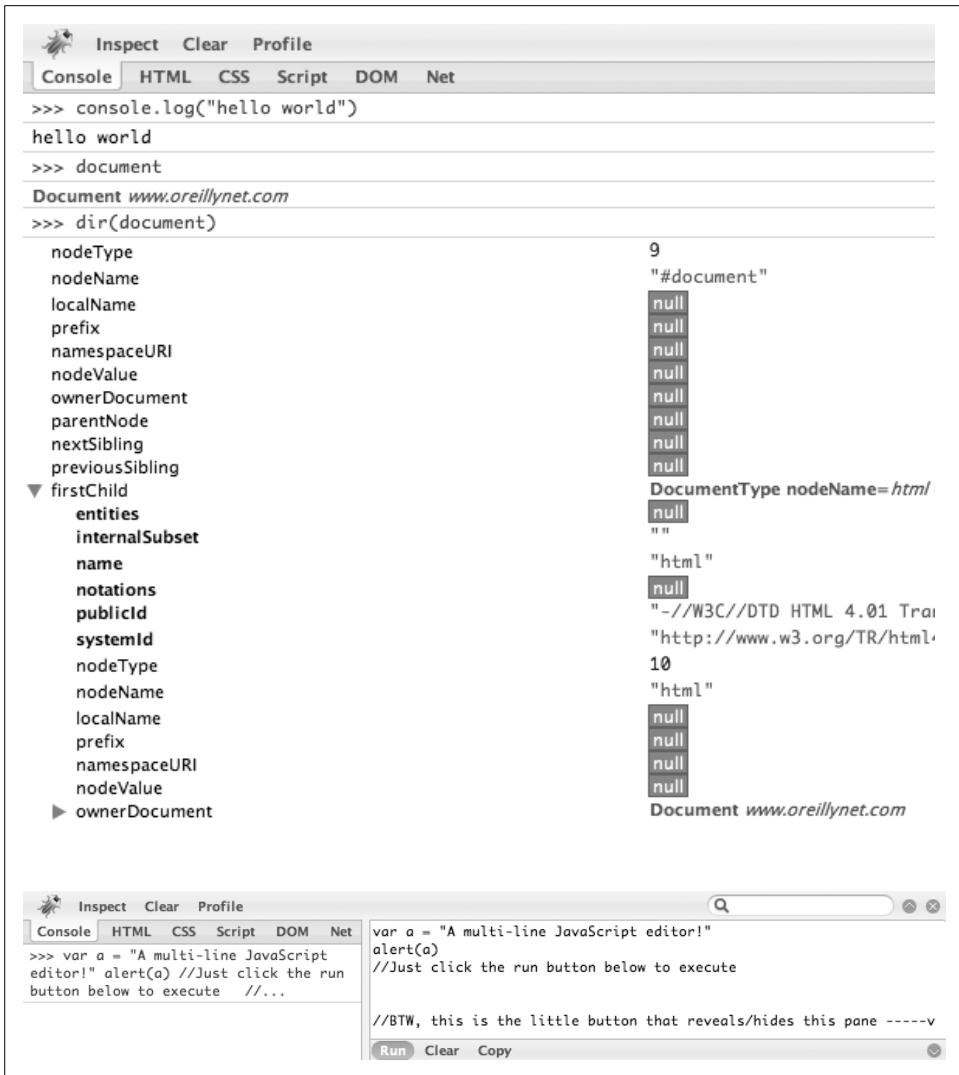 Inspect Clear Profile
Console HTML CSS Script DOM Net
>>> console.log("hello world")
hello world
>>> document
Document www.oreillynet.com
>>> dir(document)
nodeType 9
nodeName "#document"
localName null
prefix null
namespaceURI null
nodeValue null
ownerDocument null
parentNode null
nextSibling null
previousSibling null
firstChild DocumentType nodeName=html
entities null
internalSubset ""
name "html"
notations null
publicId "-//W3C//DTD HTML 4.01
systemId "http://www.w3.org/TR/html4
nodeType 10
nodeName "html"
localName null
prefix null
namespaceURI null
nodeValue null
ownerDocument Document www.oreillynet.com
Inspect Clear Profile
Console HTML CSS Script DOM Net
>>> var a = "A multi-line JavaScript
editor!" alert(a) //Just click the run
button below to execute //...
var a = "A multi-line JavaScript editor!"
alert(a)
//Just click the run button below to execute
//BTW, this is the little button that reveals/hides this pane -----v
Run Clear Copy